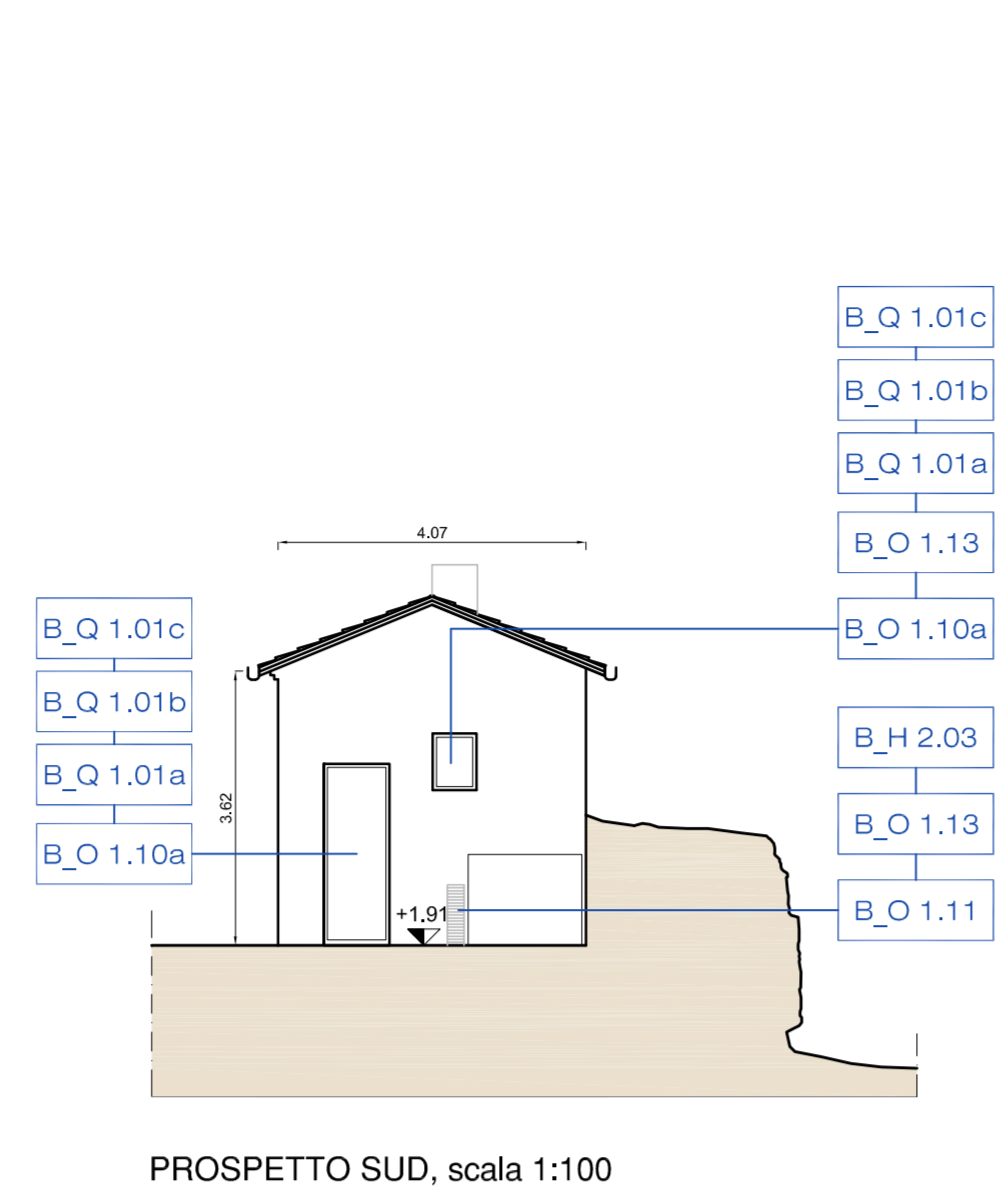 B_Q 1.01c
B_Q 1.01b
B_Q 1.01a
B_O 1.13
B_O 1.10a
4.07
B_Q 1.01c
B_Q 1.01b
B_Q 1.01a
B_O 1.10a
3.62
+1.91
B_H 2.03
B_O 1.13
B_O 1.11
PROSPETTO SUD, scala 1:100